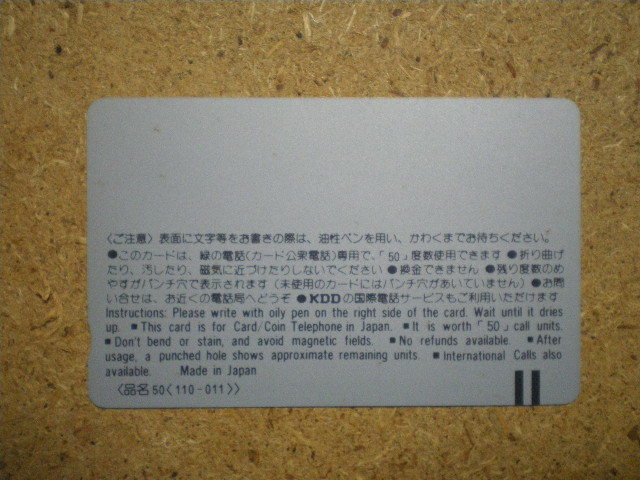 〈ご注意〉表面に文字等をお書きの際は、油性ペンを用い、かわくまでお待ちください。
●このカードは、緑の電話(カード公衆電話)専用で、「50」度数使用できます●折り曲げ
たり、汚したり、磁気に近づけたりしないでください●換金できません●残り度数のめ
やすがパンチ穴で表示されます(未使用のカードにはパンチ穴があいていません)●お問
い合せは、お近くの電話局へどうぞ●KDDの国際電話サービスもご利用いただけます
Instructions: Please write with oily pen on the right side of the card. Wait until it dries
up. ■This card is for Card/Coin Telephone in Japan. ■It is worth「50」call units.
■Don't bend or stain, and avoid magnetic fields. ■No refunds available. ■After
usage, a punched hole shows approximate remaining units. ■International Calls also
available. Made in Japan
〈品名50〈110-011〉〉